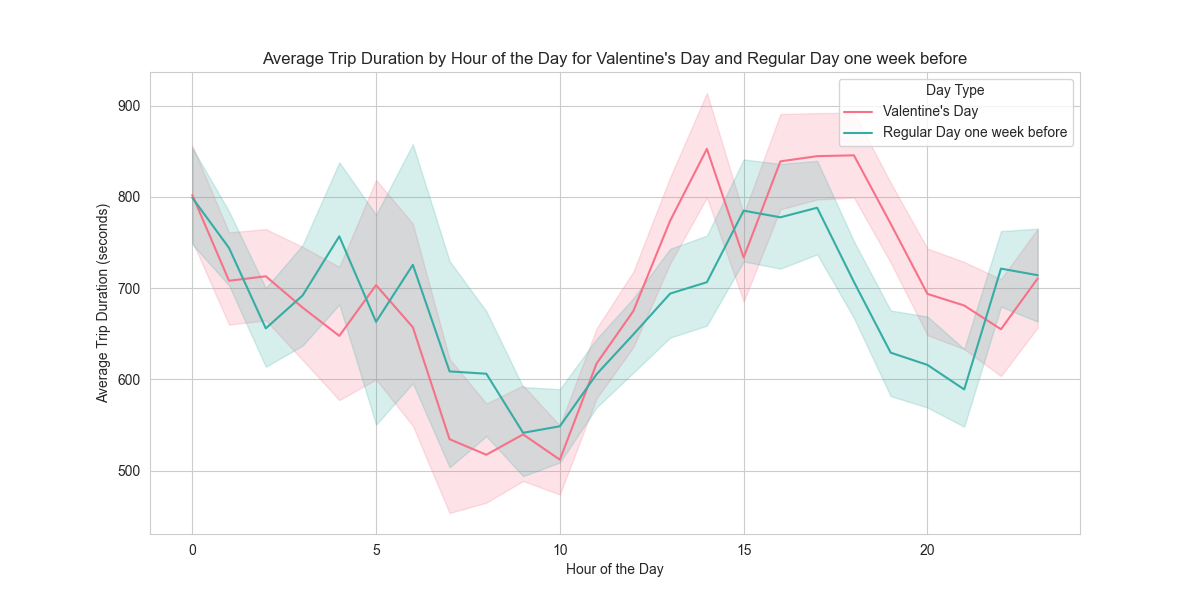 Average Trip Duration by Hour of the Day for Valentine's Day and Regular Day one week before
Day Type
Valentine's Day
Regular Day one week before
Average Trip Duration (seconds)
900
800
700
600
500
0
5
10
15
20
Hour of the Day